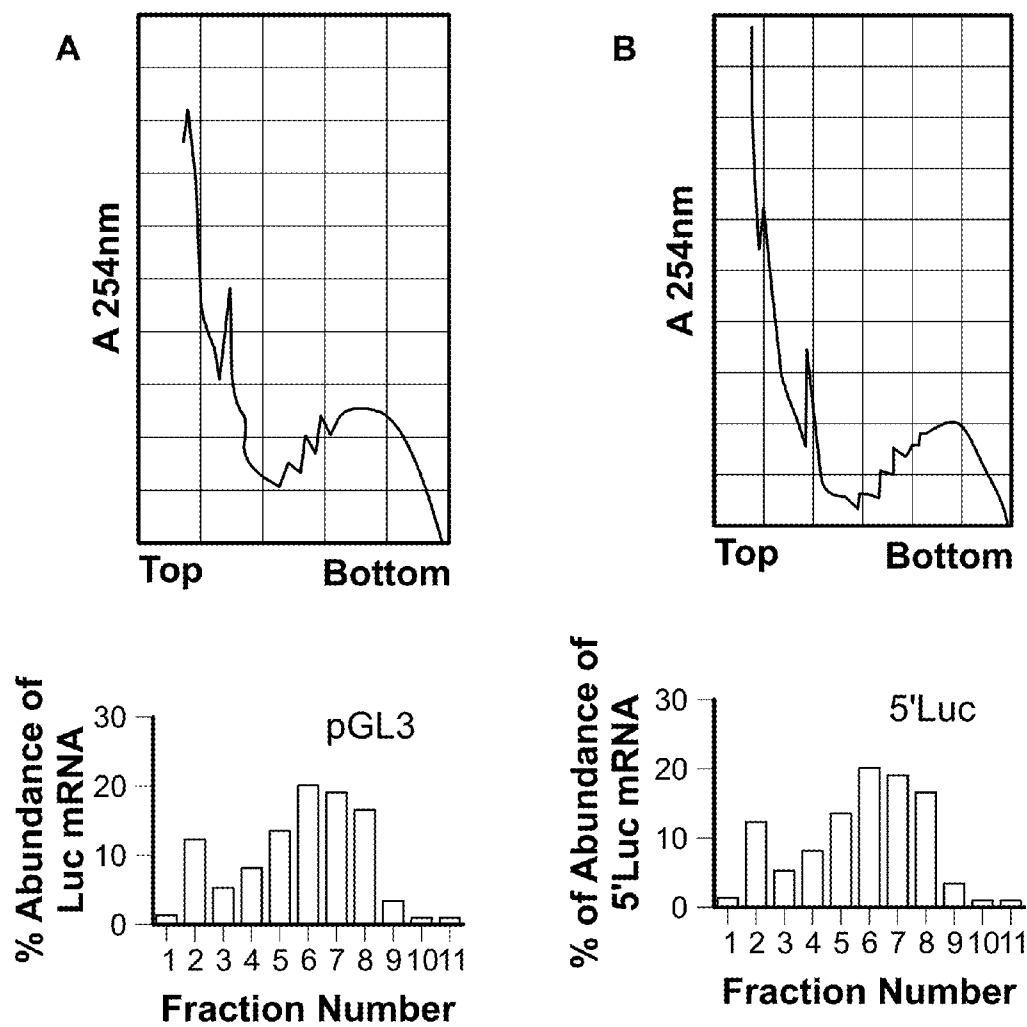 A
A 254nm
Top Bottom
% Abundance of
Luc mRNA
30
20
10
0
pGL3
1 2 3 4 5 6 7 8 9 10 11
Fraction Number
B
A 254nm
Top Bottom
% of Abundance of
5'Luc mRNA
30
20
10
0
5'Luc
1 2 3 4 5 6 7 8 9 10 11
Fraction Number